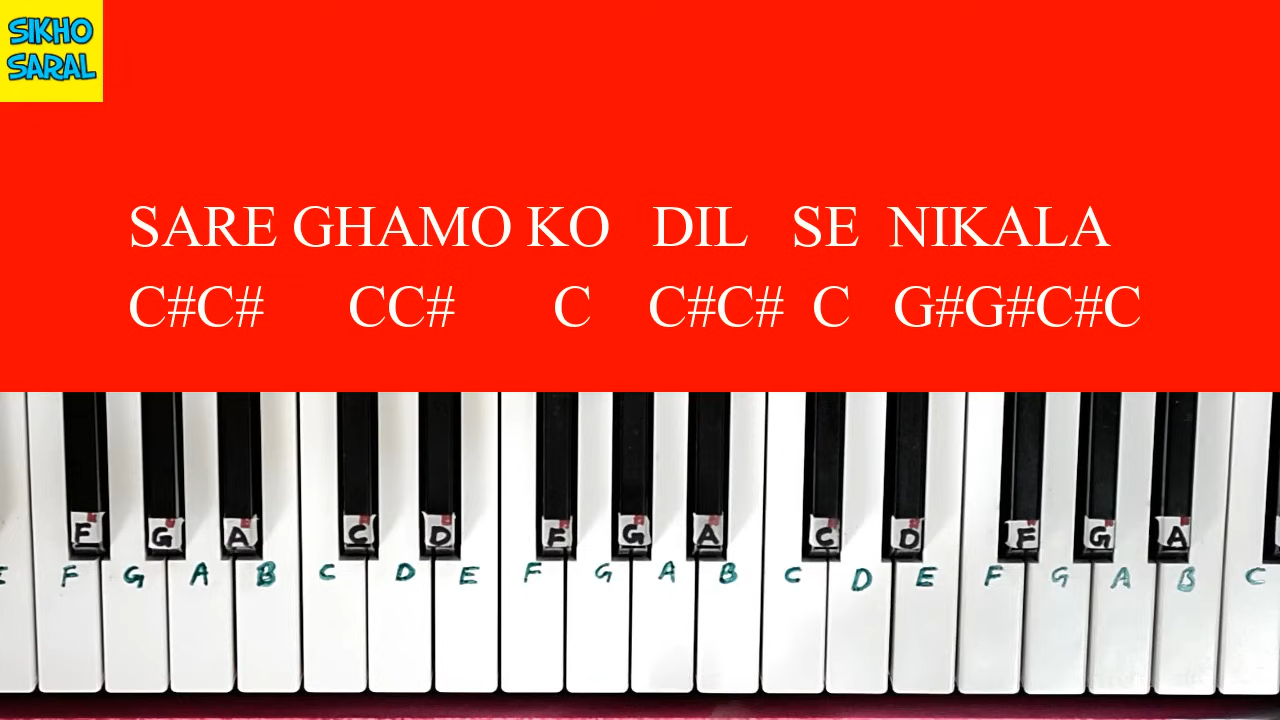 SIKHO
SARAL
SARE GHAMO KO DIL SE NIKALA
C#C# CC# C C#C# C G#G#C#C
F G A C D F G A C D F G A
E F G A B C D E F G A B C D E F G A B C